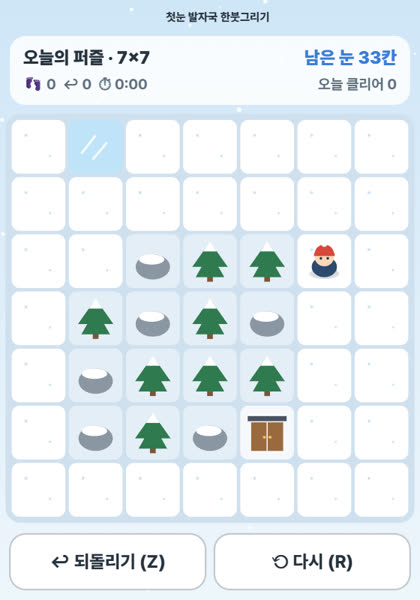 첫눈 발자국 한붓그리기
오늘의 퍼즐 · 7×7
남은 눈 33칸
👣 0 ↩ 0 ⏱ 0:00
오늘 클리어 0
↩ 되돌리기 (Z)
다시 (R)